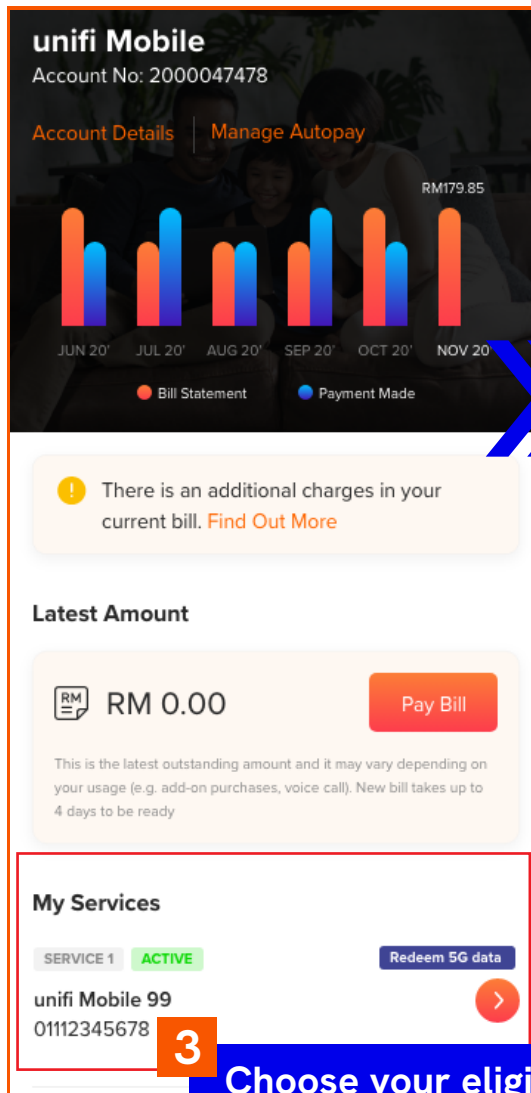 unifi Mobile
Account No: 2000047478
Account Details | Manage Autopay
RM179.85
JUN 20' JUL 20' AUG 20' SEP 20' OCT 20' NOV 20'
Bill Statement Payment Made
There is an additional charges in your
current bill. Find Out More
Latest Amount
RM RM 0.00 Pay Bill
This is the latest outstanding amount and it may vary depending on
your usage (e.g. add-on purchases, voice call). New bill takes up to
4 days to be ready
My Services
SERVICE 1 ACTIVE Redeem 5G data
unifi Mobile 99
01112345678
3
Choose your eligi